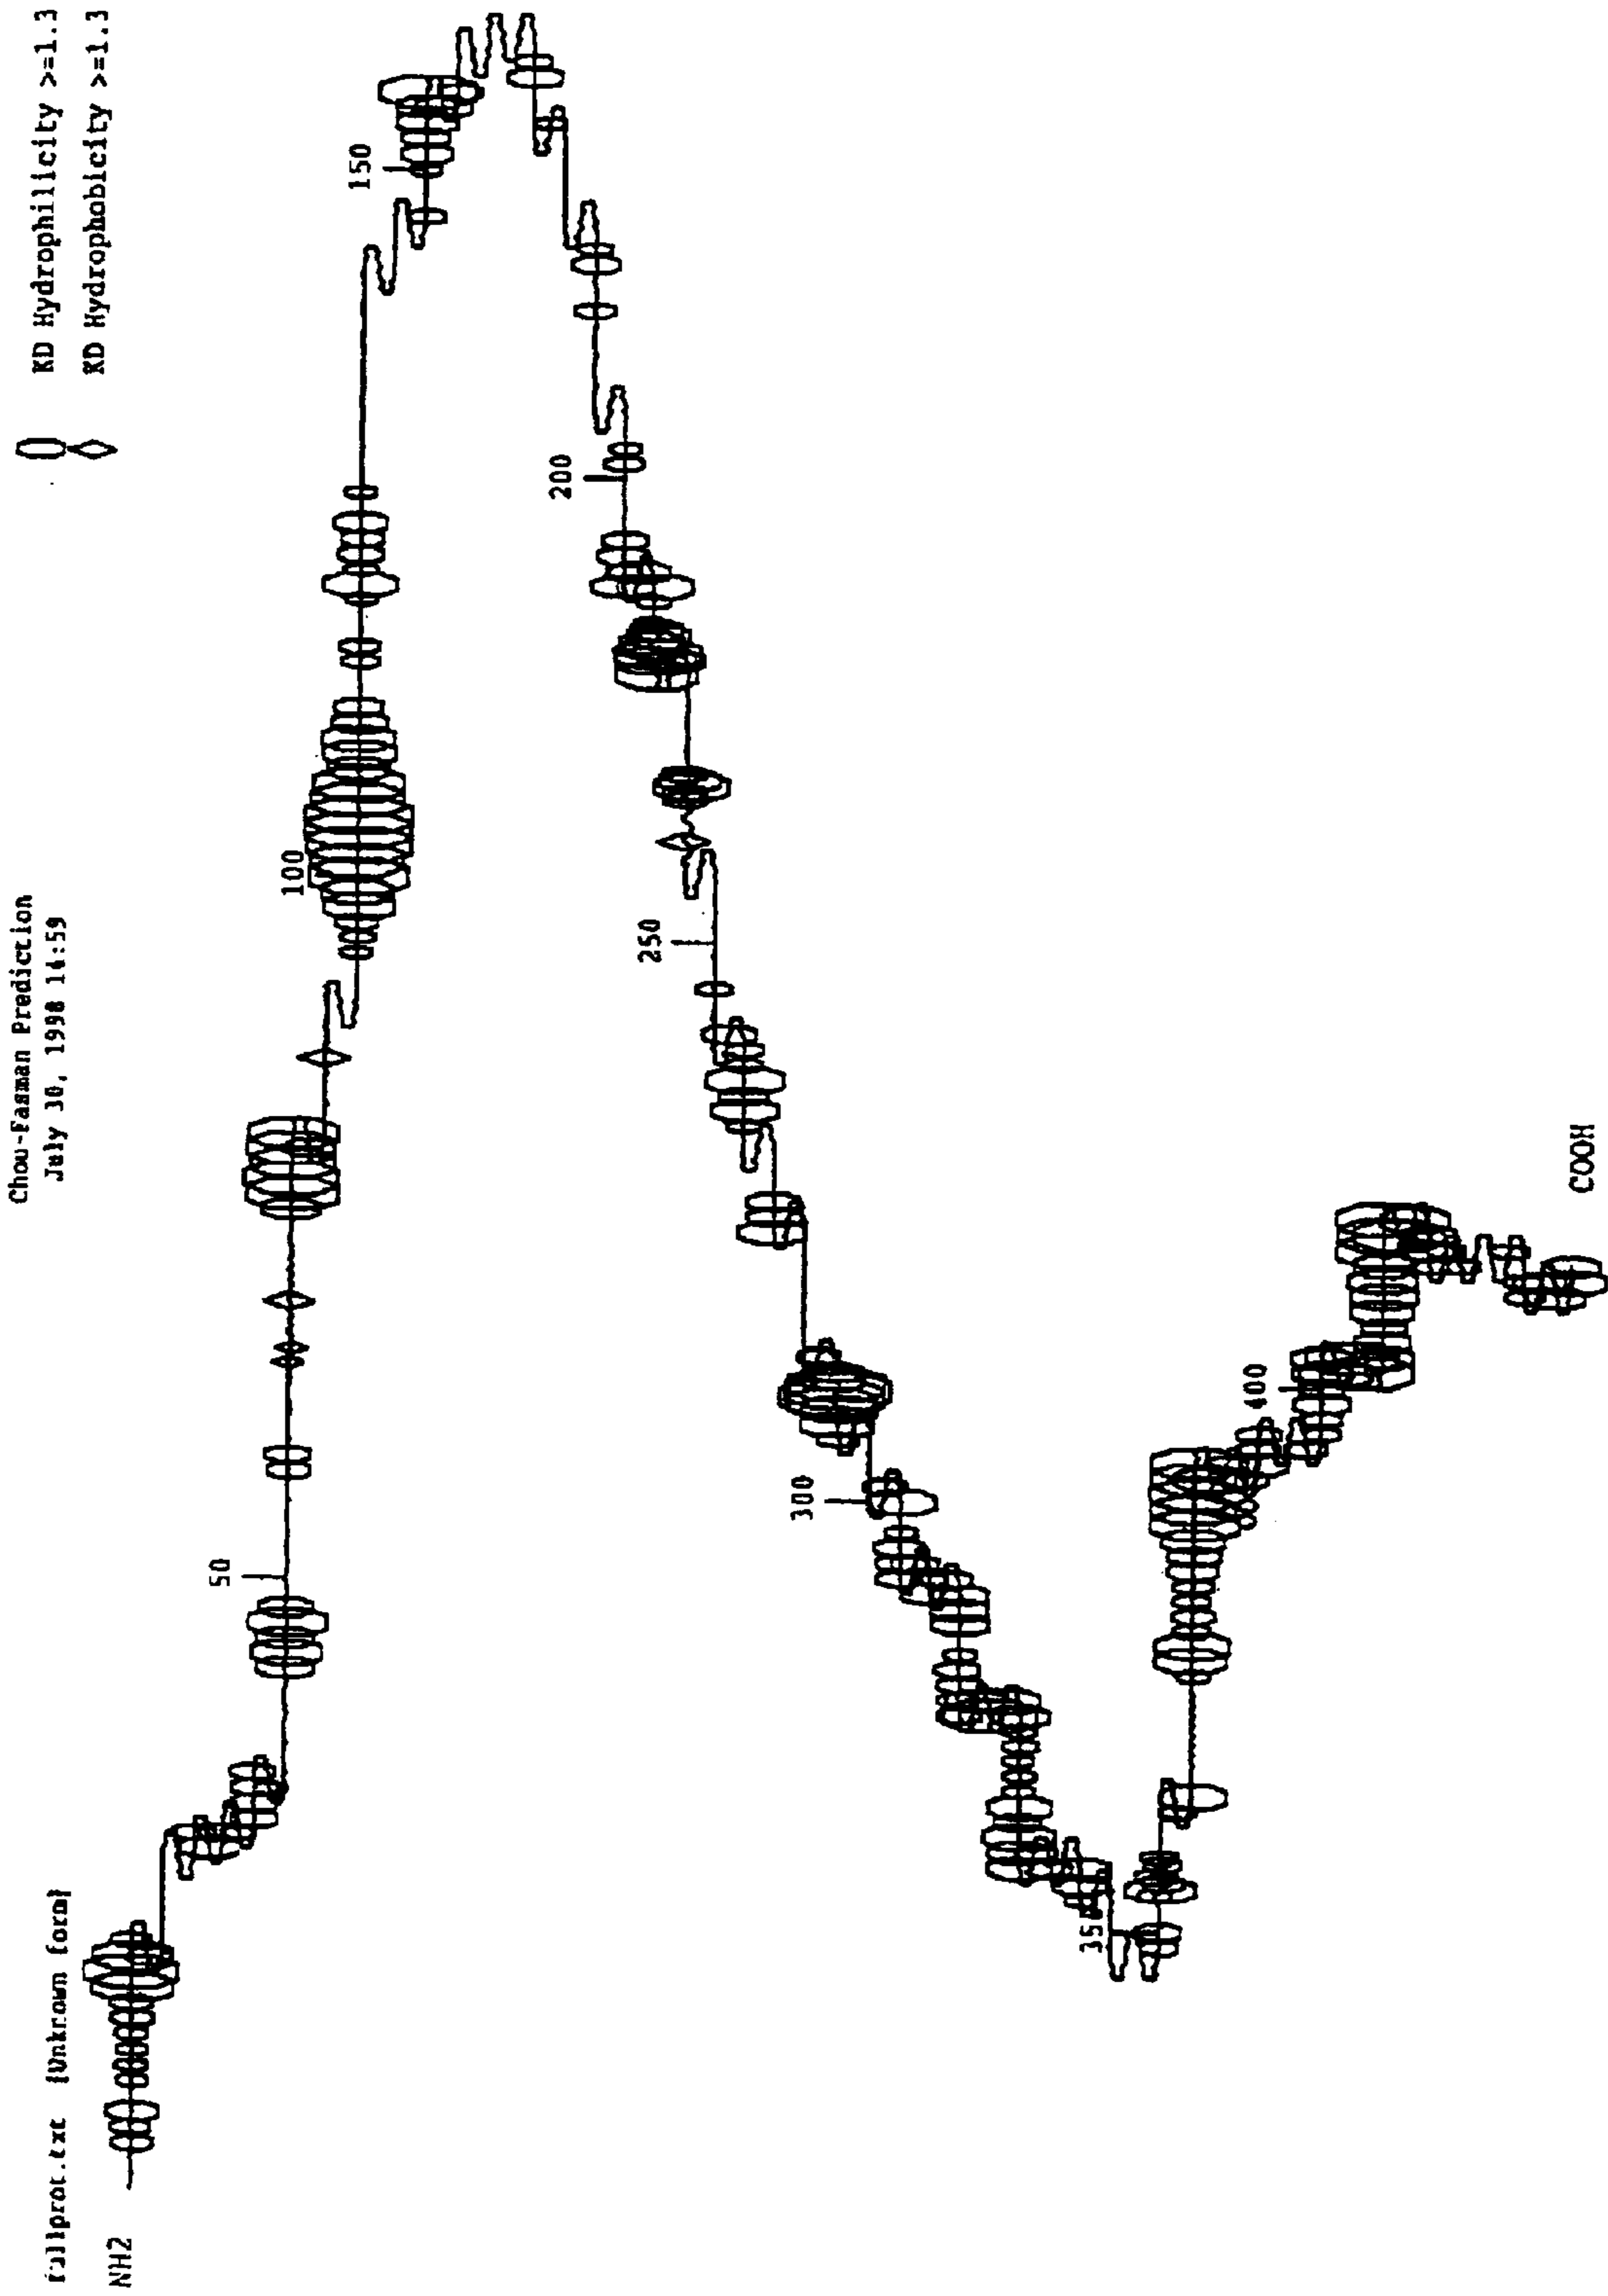 Chou-Fasman Prediction
July 30, 1998 14:59
fullprot.txt [Unknown form]
KD Hydrophilicity >=1.3
KD Hydrophobicity >=1.3
NH2
50
100
150
200
250
300
35
400
COOH